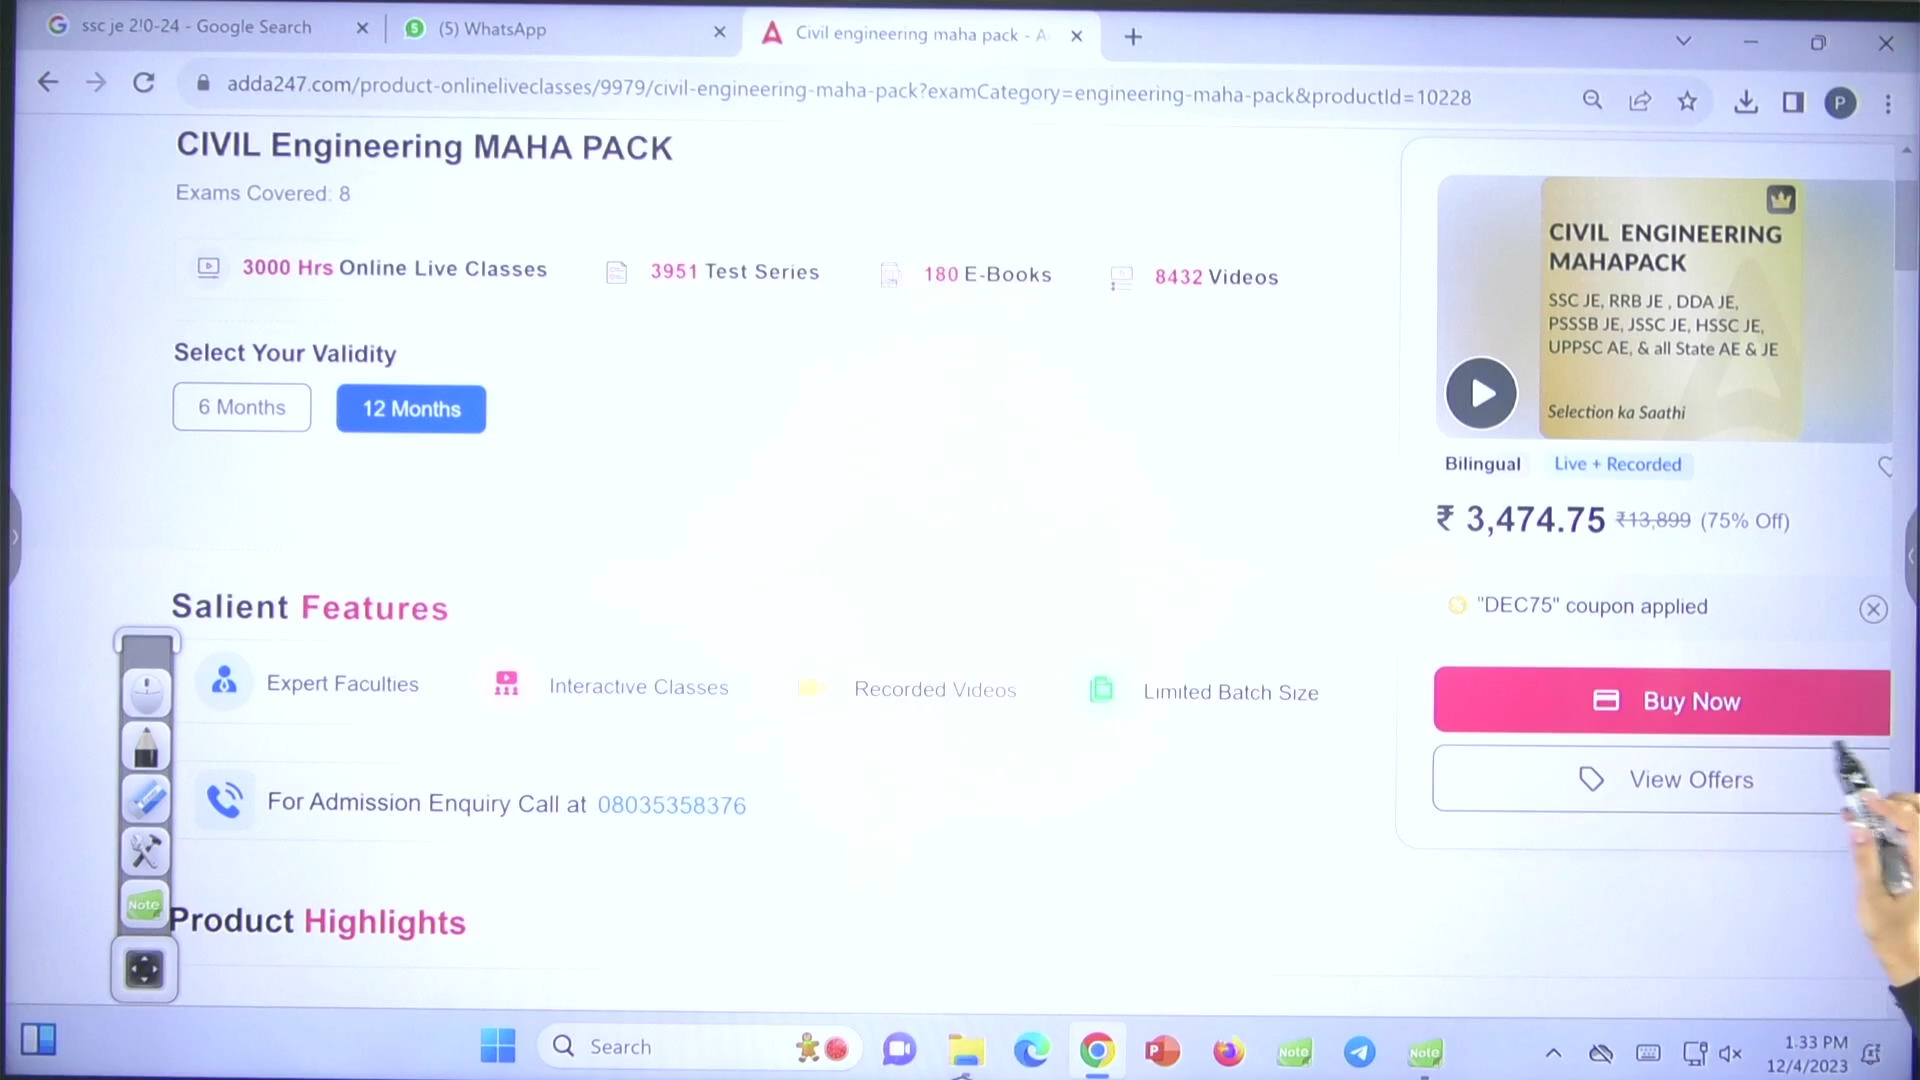 ssc je 2!0-24 - Google Search
(5) WhatsApp
Civil engineering maha pack - A
adda247.com/product-onlineliveclasses/9979/civil-engineering-maha-pack?examCategory=engineering-maha-pack&productId=10228
P
CIVIL Engineering MAHA PACK
Exams Covered: 8
3000 Hrs Online Live Classes
3951 Test Series
180 E-Books
8432 Videos
Select Your Validity
6 Months
12 Months
CIVIL ENGINEERING
MAHAPACK
SSC JE, RRB JE , DDA JE,
PSSSB JE, JSSC JE, HSSC JE,
UPPSC AE, & all State AE & JE
Selection ka Saathi
Bilingual
Live + Recorded
₹ 3,474.75 ₹13,899 (75% Off)
"DEC75" coupon applied
Buy Now
View Offers
Salient Features
Expert Faculties
Interactive Classes
Recorded Videos
Limited Batch Size
For Admission Enquiry Call at 08035358376
Note
Product Highlights
Search
Note
Note
1:33 PM
12/4/2023